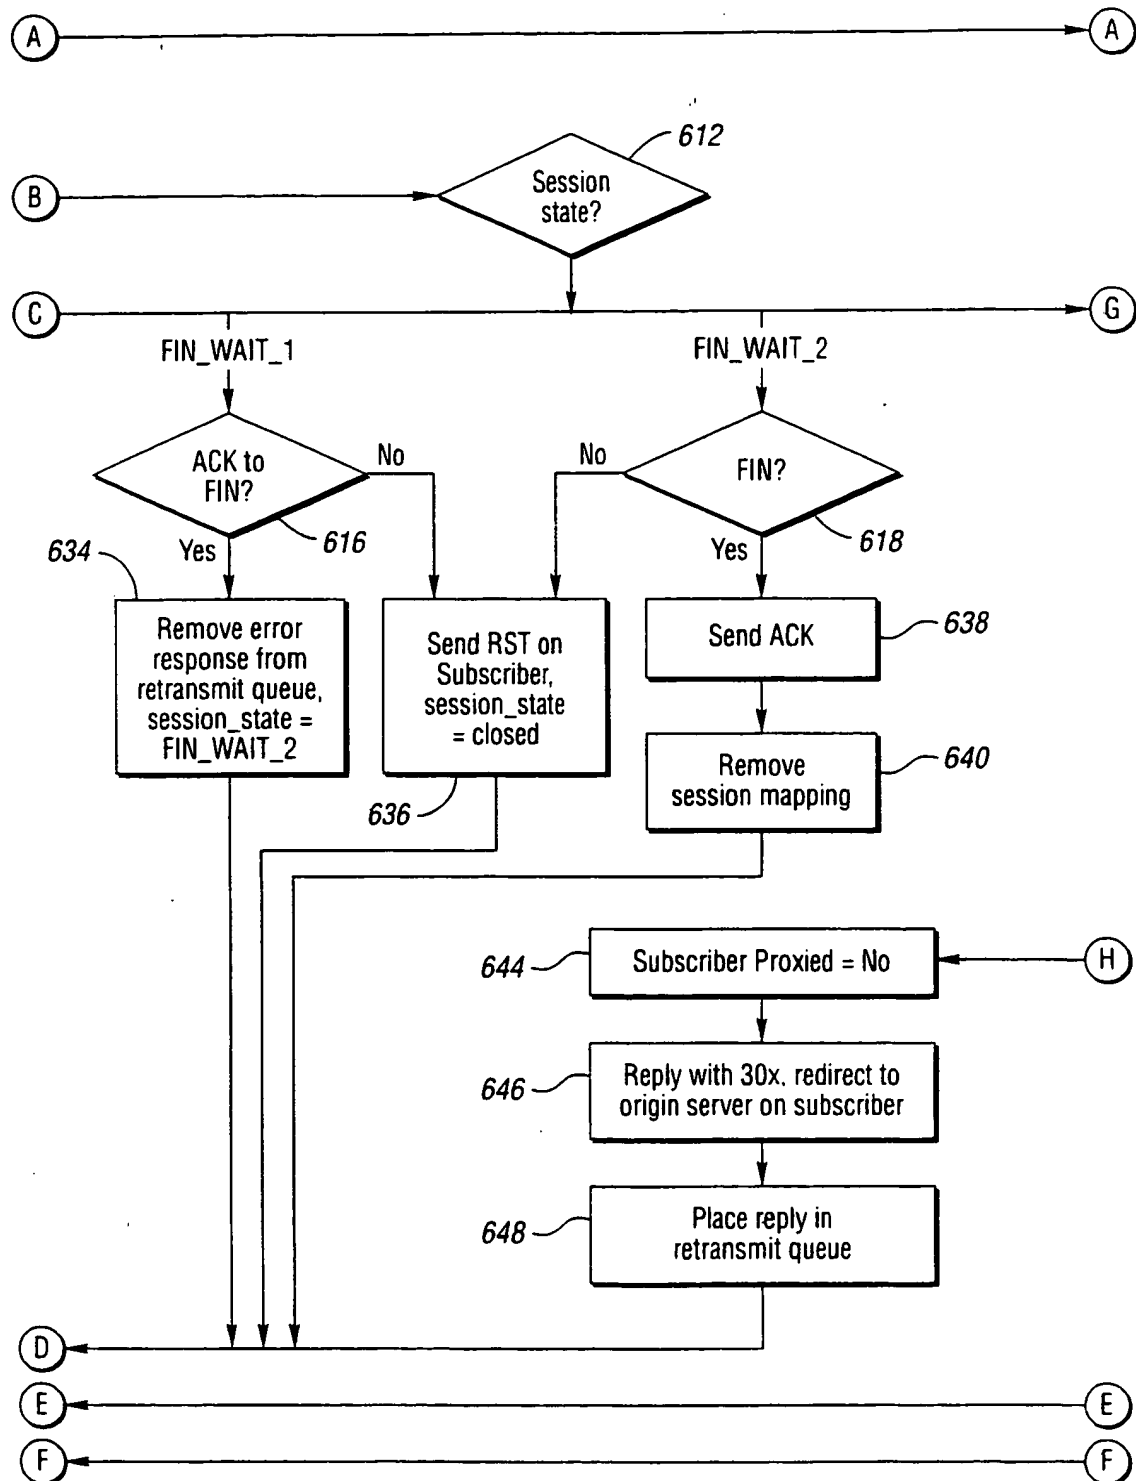 A
A
612
B
Session
state?
C
G
FIN_WAIT_1
FIN_WAIT_2
ACK to
FIN?
No
No
FIN?
616
618
634
Yes
Yes
Remove error
response from
retransmit queue,
session_state =
FIN_WAIT_2
Send RST on
Subscriber,
session_state
= closed
Send ACK
638
636
Remove
session mapping
640
644
Subscriber Proxied = No
H
646
Reply with 30x, redirect to
origin server on subscriber
648
Place reply in
retransmit queue
D
E
E
F
F